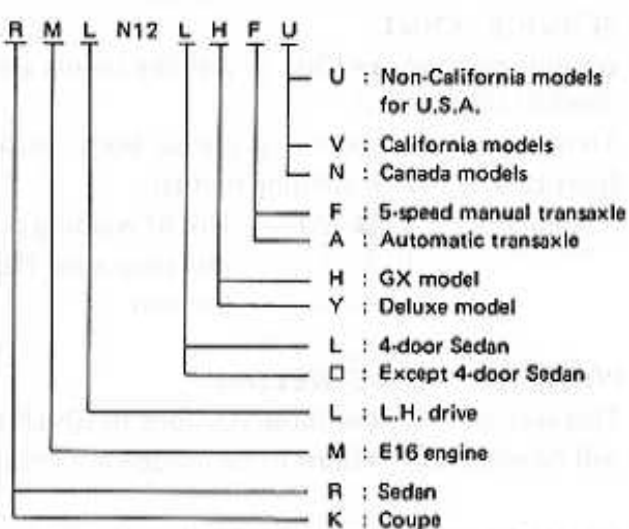 R M L N12 L H F U
U : Non-California models
for U.S.A.
V : California models
N : Canada models
F : 5-speed manual transaxle
A : Automatic transaxle
H : GX model
Y : Deluxe model
L : 4-door Sedan
□ : Except 4-door Sedan
L : L.H. drive
M : E16 engine
R : Sedan
K : Coupe